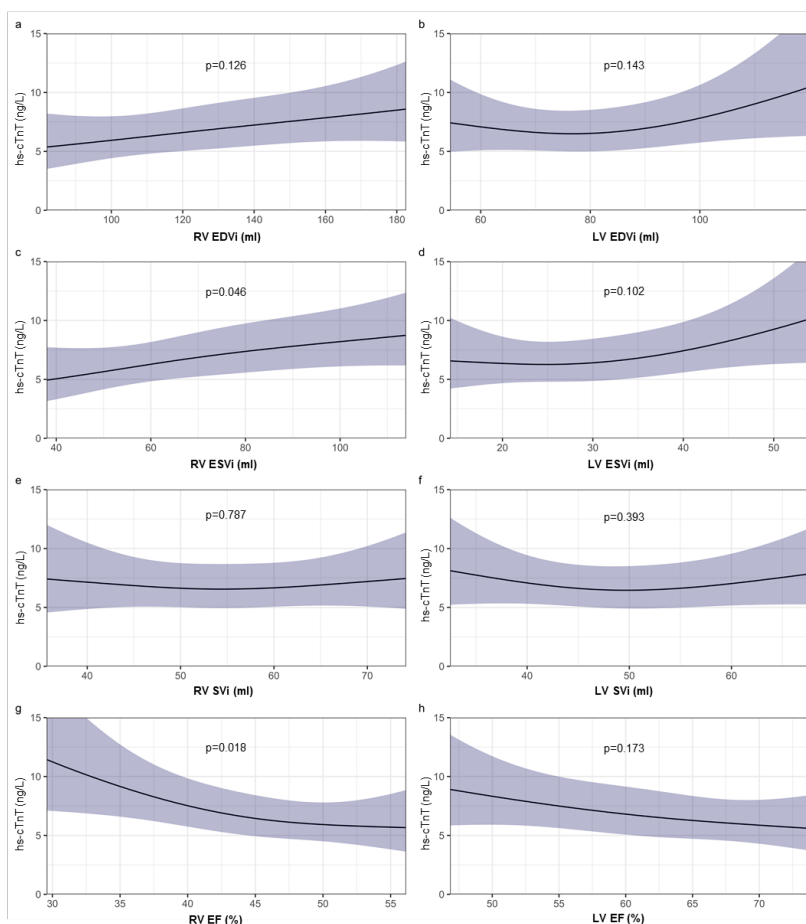 a
15
10
5
0
hs-cTnT (ng/L)
p=0.126
100 120 140 160 180
RV EDVi (ml)
b
15
10
5
0
hs-cTnT (ng/L)
p=0.143
60 80 100
LV EDVi (ml)
c
15
10
5
0
hs-cTnT (ng/L)
p=0.046
40 60 80 100
RV ESVi (ml)
d
15
10
5
0
hs-cTnT (ng/L)
p=0.102
20 30 40 50
LV ESVi (ml)
e
15
10
5
0
hs-cTnT (ng/L)
p=0.787
40 50 60 70
RV SVi (ml)
f
15
10
5
0
hs-cTnT (ng/L)
p=0.393
40 50 60
LV SVi (ml)
g
15
10
5
0
hs-cTnT (ng/L)
p=0.018
30 35 40 45 50 55
RV EF (%)
h
15
10
5
0
hs-cTnT (ng/L)
p=0.173
50 55 60 65 70
LV EF (%)